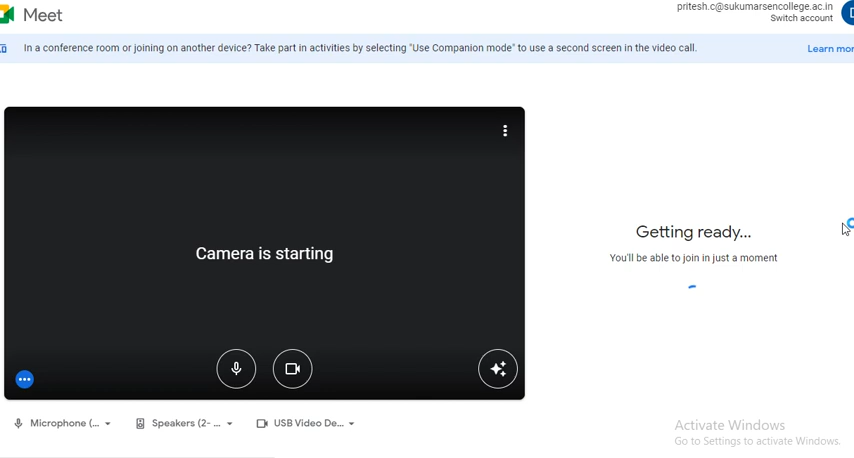 Meet
pritesh.c@sukumarsencollege.ac.in
Switch account
In a conference room or joining on another device? Take part in activities by selecting "Use Companion mode" to use a second screen in the video call.
Learn mor
Camera is starting
Getting ready...
You'll be able to join in just a moment
Microphone (...
Speakers (2- ...
USB Video De...
Activate Windows
Go to Settings to activate Windows.